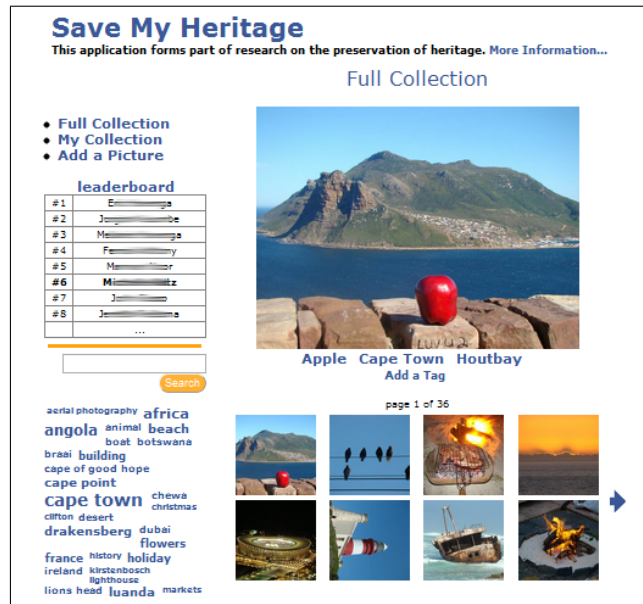 Save My Heritage
This application forms part of research on the preservation of heritage. More Information...
Full Collection
Full Collection
My Collection
Add a Picture
leaderboard
#1
#2
#3
#4
#5
#6
#7
#8
...
Search
Apple Cape Town Houtbay
Add a Tag
page 1 of 36
aerial photography africa
angola animal beach
boat botswana
braai building
cape of good hope
cape point
cape town chewa
christmas
clifton desert
drakensberg dubai
flowers
france history holiday
ireland kirstenbosch
lighthouse
lions head luanda markets